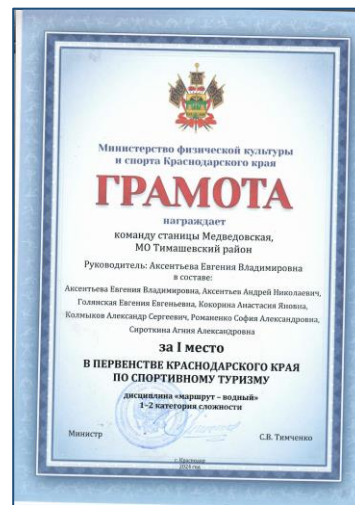 Министерство физической культуры
и спорта Краснодарского края
ГРАМОТА
награждает
команду станицы Медведовская,
МО Тимашевский район
Руководитель: Аксентьева Евгения Владимировна
в составе:
Аксентьева Евгения Владимировна, Аксентьев Андрей Николаевич,
Голянская Евгения Евгеньевна, Кокорина Анастасия Яновна,
Колмыков Александр Сергеевич, Романенко София Александровна,
Сироткина Агния Александровна
за I место
В ПЕРВЕНСТВЕ КРАСНОДАРСКОГО КРАЯ
ПО СПОРТИВНОМУ ТУРИЗМУ
дисциплина «маршрут – водный»
1–2 категория сложности
Министр
С.В. Тимченко
г. Краснодар
2024 год